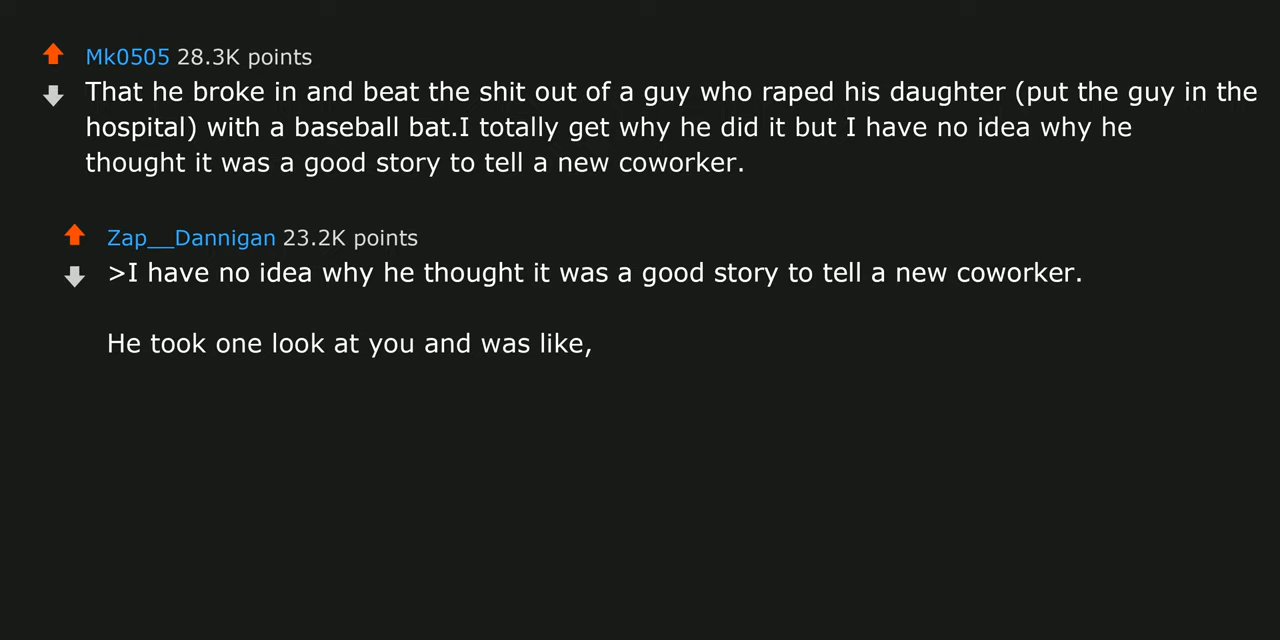 Mk0505 28.3K points
That he broke in and beat the shit out of a guy who raped his daughter (put the guy in the
hospital) with a baseball bat.I totally get why he did it but I have no idea why he
thought it was a good story to tell a new coworker.
Zap__Dannigan 23.2K points
>I have no idea why he thought it was a good story to tell a new coworker.
He took one look at you and was like,